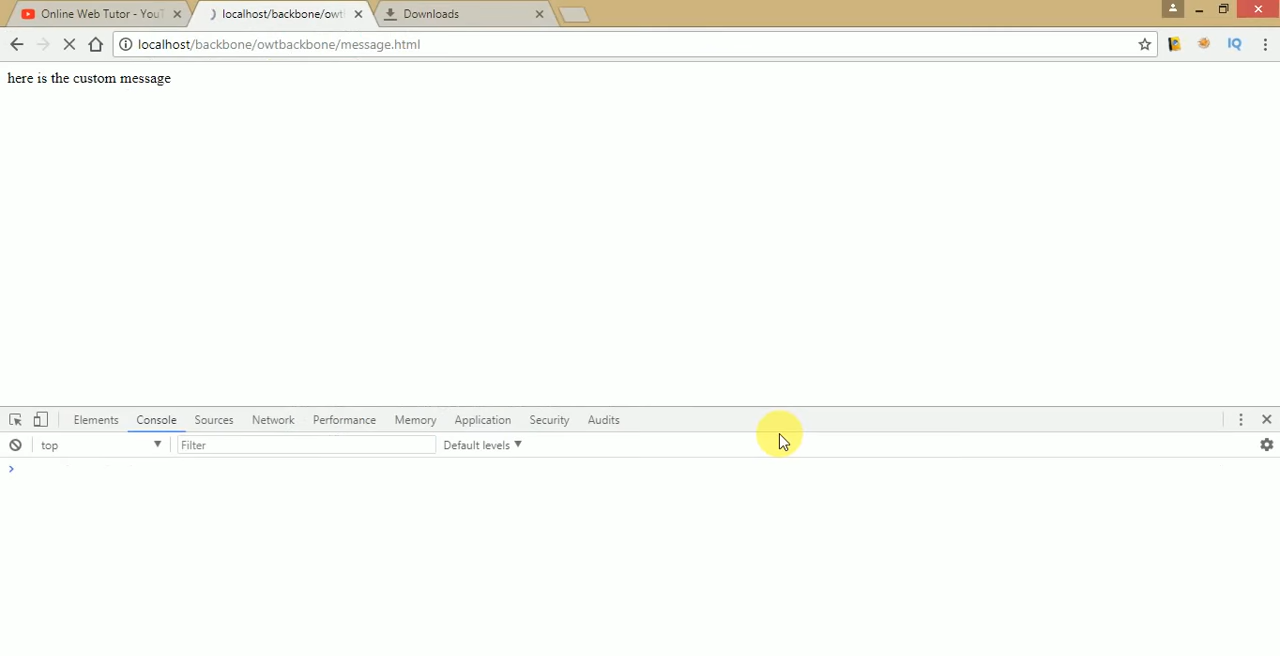 Online Web Tutor - YouT
localhost/backbone/owt
Downloads
localhost/backbone/owtbackbone/message.html
IQ
here is the custom message
Elements Console Sources Network Performance Memory Application Security Audits
top Filter Default levels